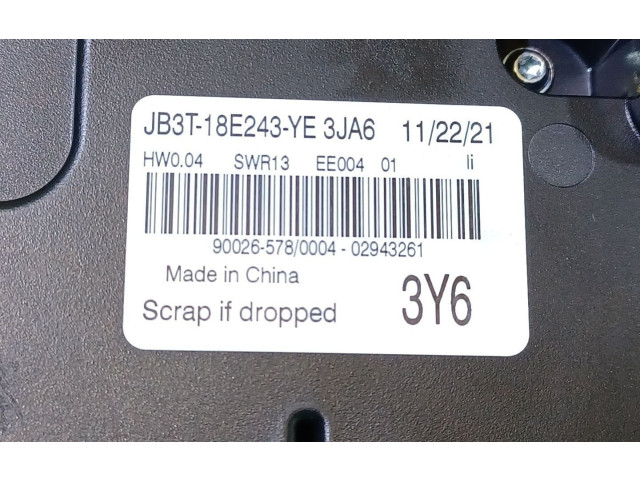 JB3T-18E243-YE 3JA6 11/22/21
HW0.04 SWR13 EE004 01 li
90026-578/0004 - 02943261
Made in China
Scrap if dropped 3Y6